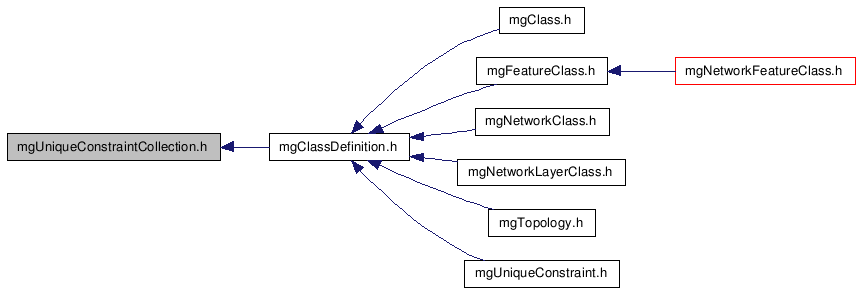 mgClass.h
mgFeatureClass.h
mgNetworkFeatureClass.h
mgNetworkClass.h
mgUniqueConstraintCollection.h
mgClassDefinition.h
mgNetworkLayerClass.h
mgTopology.h
mgUniqueConstraint.h